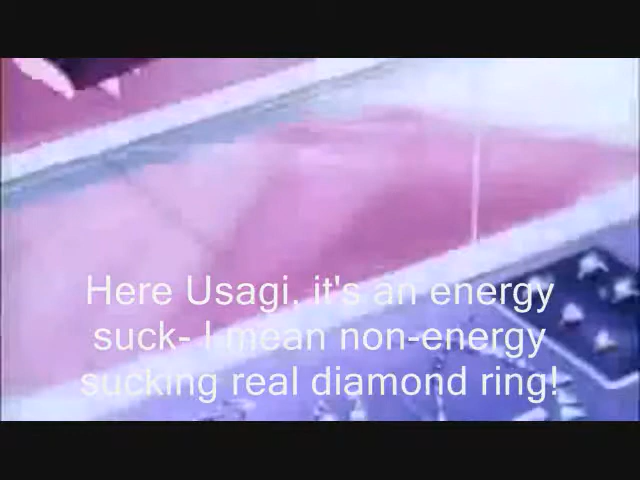 Here Usagi, it's an energy
suck- I mean non-energy
sucking real diamond ring!